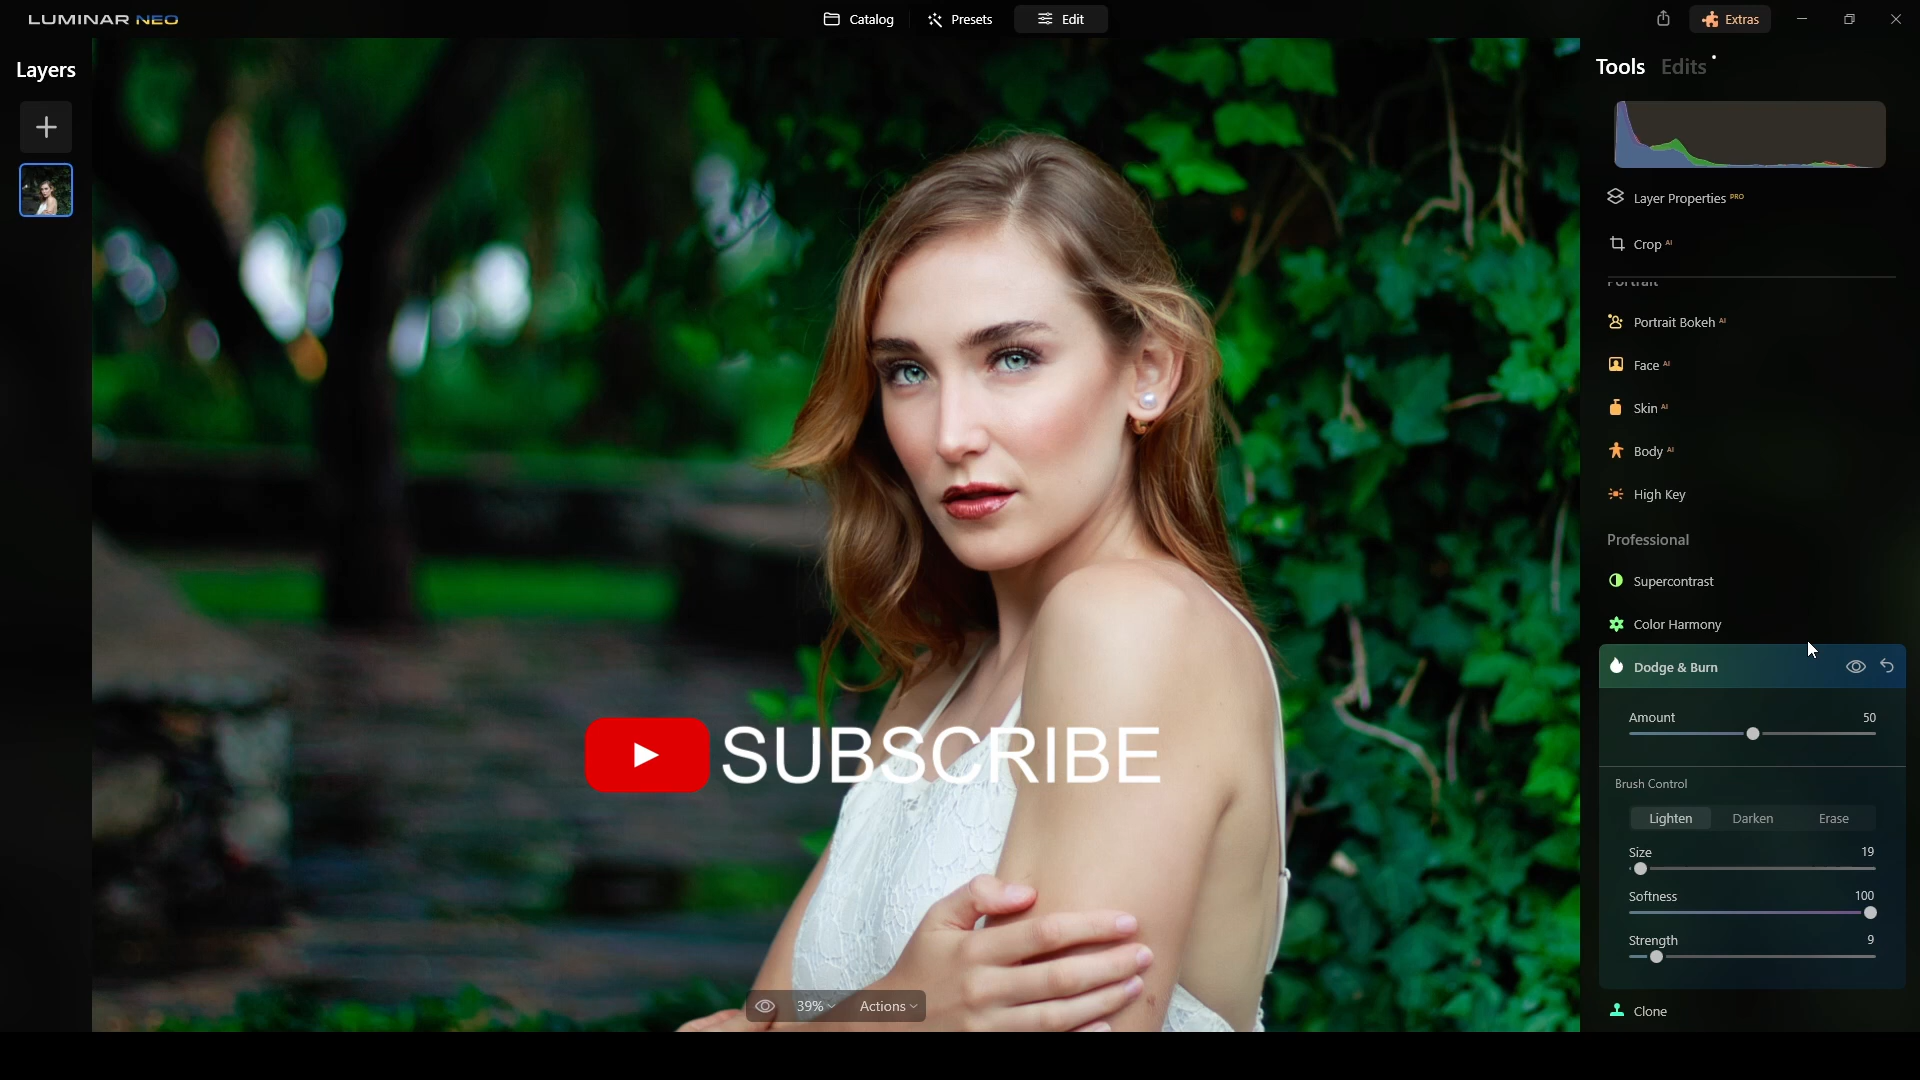 LUMINAR NEO
Catalog
Presets
Edit
Extras
Layers
Tools
Edits
Layer Properties PRO
Crop AI
Portrait
Portrait Bokeh AI
Face AI
Skin AI
Body AI
High Key
Professional
Supercontrast
Color Harmony
Dodge & Burn
Amount 50
Brush Control
Lighten Darken Erase
Size 19
Softness 100
Strength 9
Clone
SUBSCRIBE
39% Actions